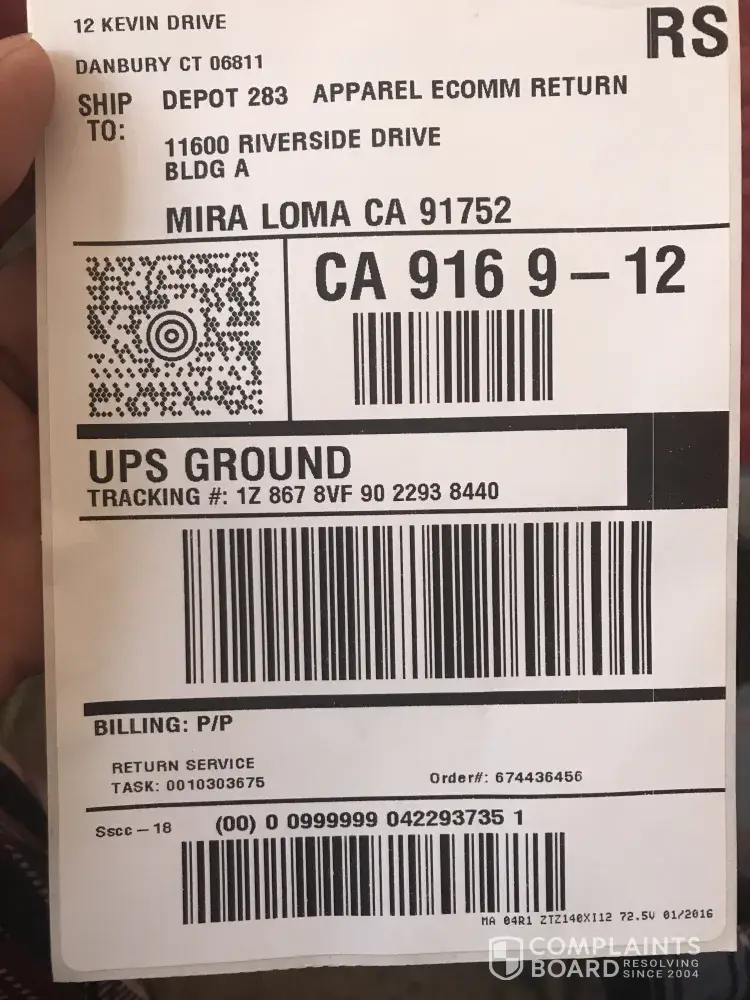 12 KEVIN DRIVE
RS
DANBURY CT 06811
SHIP TO:
DEPOT 283 APPAREL ECOMM RETURN
11600 RIVERSIDE DRIVE
BLDG A
MIRA LOMA CA 91752
CA 916 9-12
UPS GROUND
TRACKING #: 1Z 867 8VF 90 2293 8440
BILLING: P/P
RETURN SERVICE
TASK: 0010303675
Order#: 674436456
Sscc-18 (00) 0 0999999 042293735 1
MA 04R1 ZTZ140XI12 72.5V 01/2016
COMPLAINTS
BOARD RESOLVING
SINCE 2004